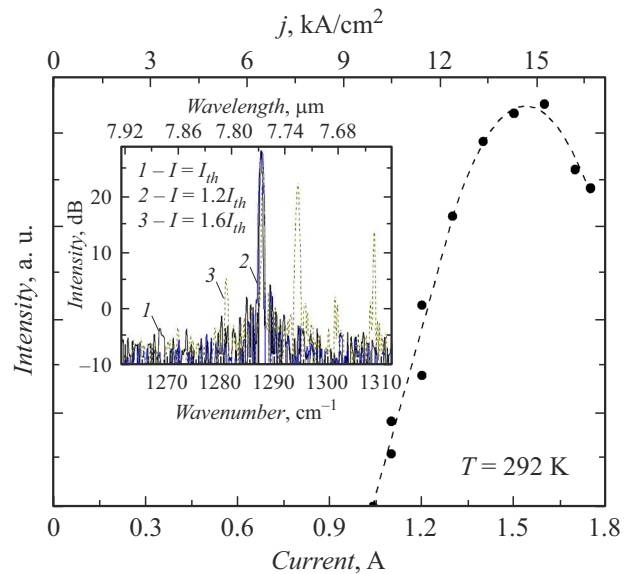 j, kA/cm²
0 3 6 9 12 15
Wavelength, μm
7.92 7.86 7.80 7.74 7.68
1 – I = I_th
2 – I = 1.2I_th
3 – I = 1.6I_th
20
10
0
–10
Intensity, dB
3
2
1
1270 1280 1290 1300 1310
Wavenumber, cm⁻¹
Intensity, a. u.
T = 292 K
0 0.3 0.6 0.9 1.2 1.5 1.8
Current, A